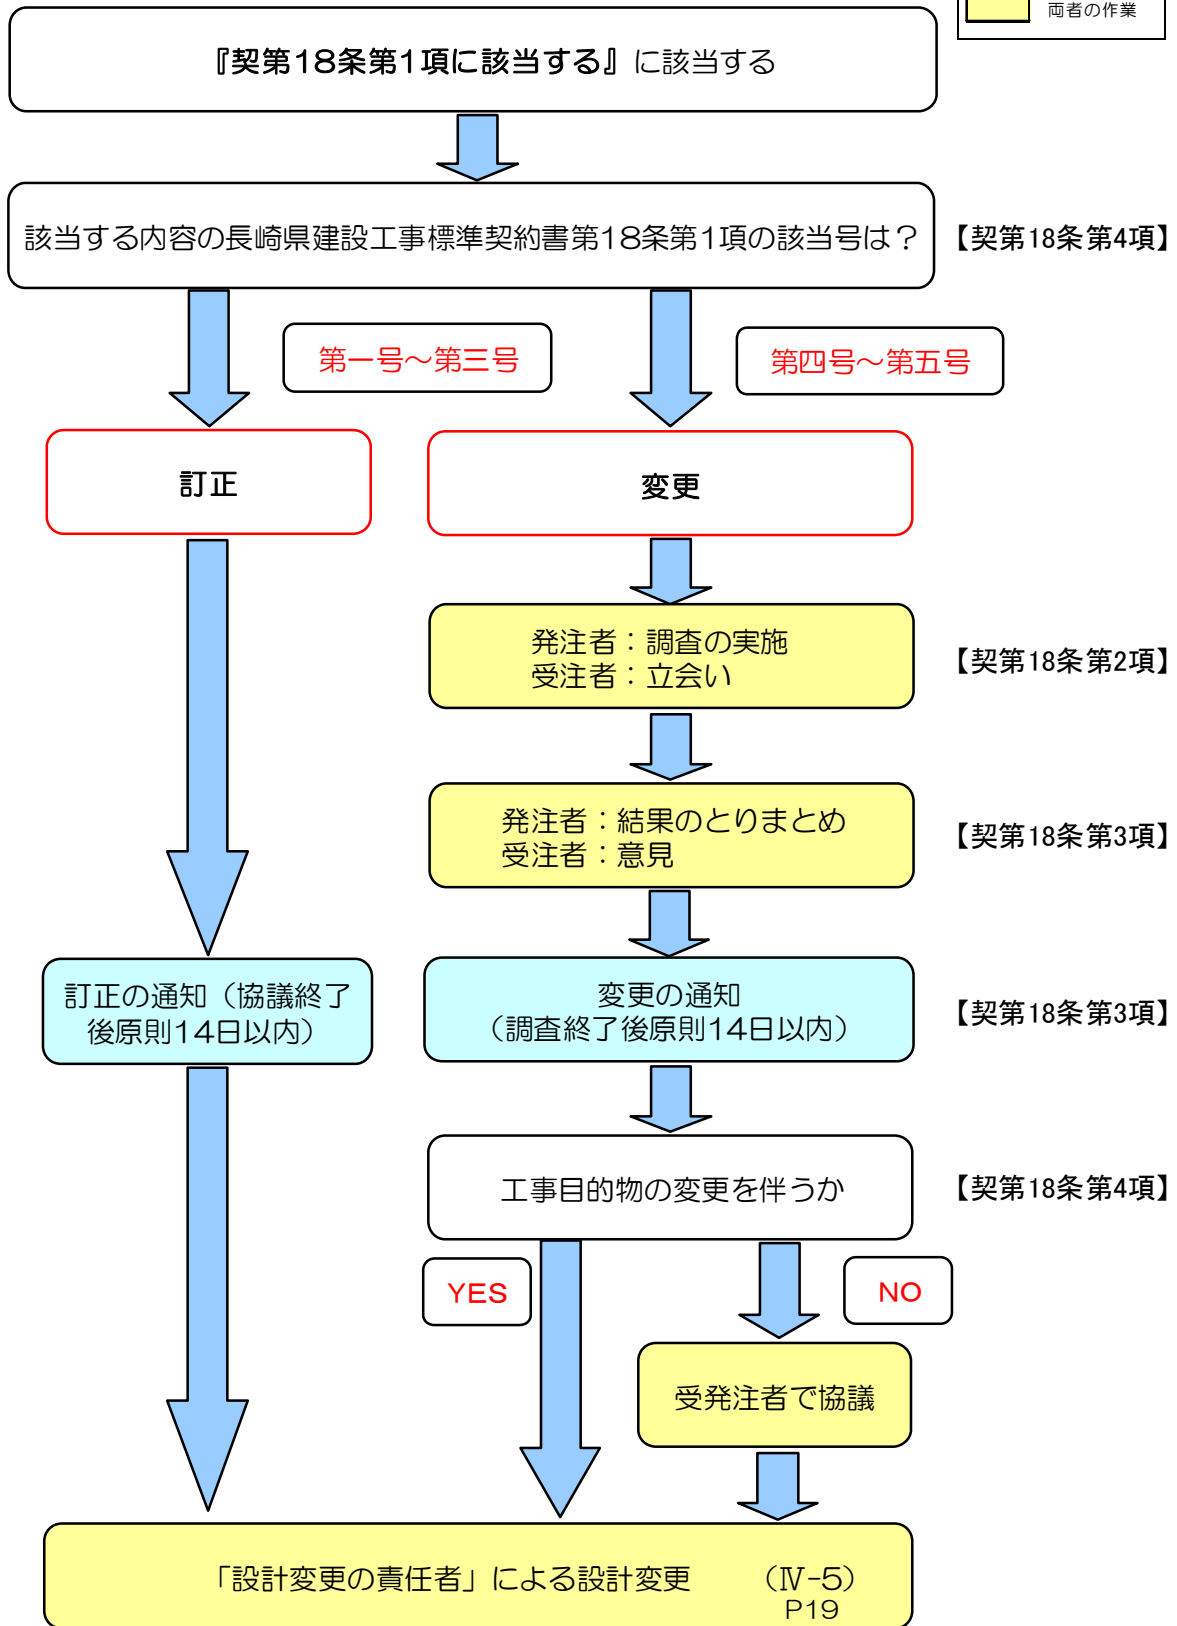 両者の作業
『契第18条第1項に該当する』に該当する
該当する内容の長崎県建設工事標準契約書第18条第1項の該当号は？
【契第18条第4項】
第一号～第三号
第四号～第五号
訂正
変更
発注者：調査の実施
受注者：立会い
【契第18条第2項】
発注者：結果のとりまとめ
受注者：意見
【契第18条第3項】
訂正の通知（協議終了
後原則14日以内）
変更の通知
（調査終了後原則14日以内）
【契第18条第3項】
工事目的物の変更を伴うか
【契第18条第4項】
YES
NO
受発注者で協議
「設計変更の責任者」による設計変更　（Ⅳ-5）
P19